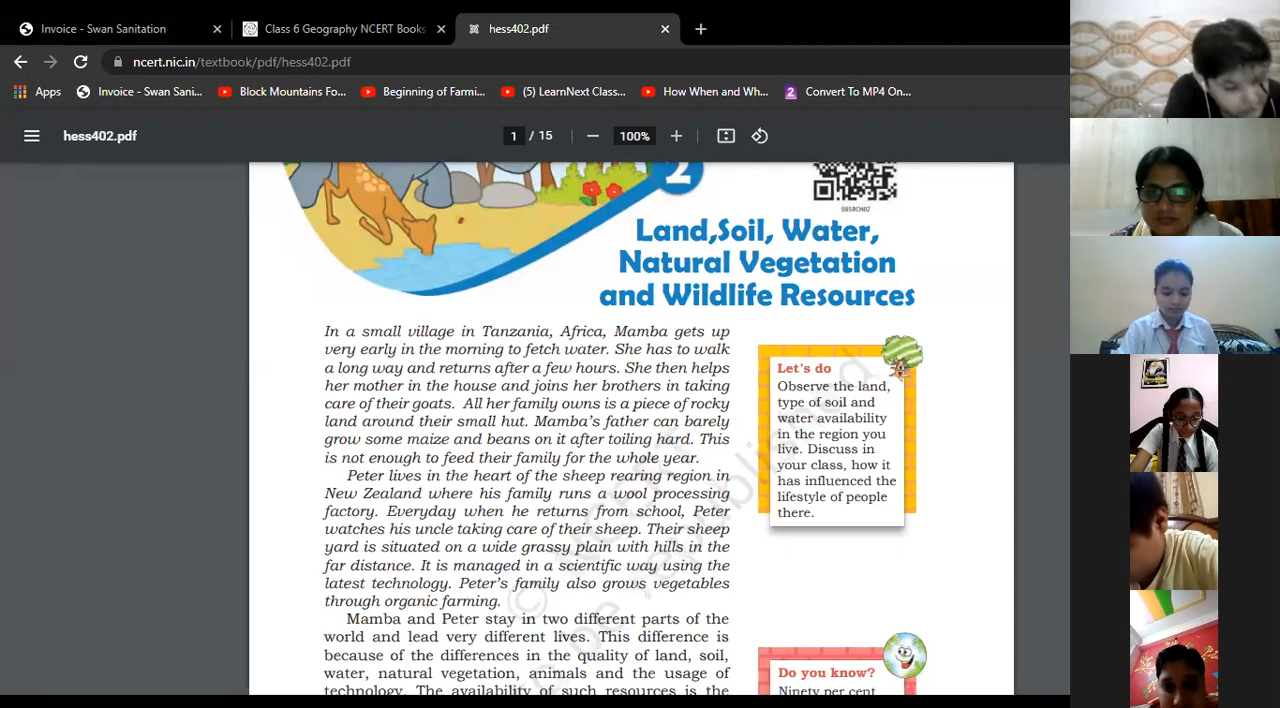 Invoice - Swan Sanitation
Class 6 Geography NCERT Books
hess402.pdf
ncert.nic.in/textbook/pdf/hess402.pdf
Apps
Invoice - Swan Sani...
Block Mountains Fo...
Beginning of Farmi...
(5) LearnNext Class...
How When and Wh...
2
Convert To MP4 On...
hess402.pdf
1 / 15
100%
2
0858CH02
Land,Soil, Water,
Natural Vegetation
and Wildlife Resources
In a small village in Tanzania, Africa, Mamba gets up
very early in the morning to fetch water. She has to walk
a long way and returns after a few hours. She then helps
her mother in the house and joins her brothers in taking
care of their goats. All her family owns is a piece of rocky
land around their small hut. Mamba's father can barely
grow some maize and beans on it after toiling hard. This
is not enough to feed their family for the whole year.
Peter lives in the heart of the sheep rearing region in
New Zealand where his family runs a wool processing
factory. Everyday when he returns from school, Peter
watches his uncle taking care of their sheep. Their sheep
yard is situated on a wide grassy plain with hills in the
far distance. It is managed in a scientific way using the
latest technology. Peter's family also grows vegetables
through organic farming.
Mamba and Peter stay in two different parts of the
world and lead very different lives. This difference is
because of the differences in the quality of land, soil,
water, natural vegetation, animals and the usage of
technology. The availability of such resources is the
Let's do
Observe the land,
type of soil and
water availability
in the region you
live. Discuss in
your class, how it
has influenced the
lifestyle of people
there.
Do you know?
Ninety per cent